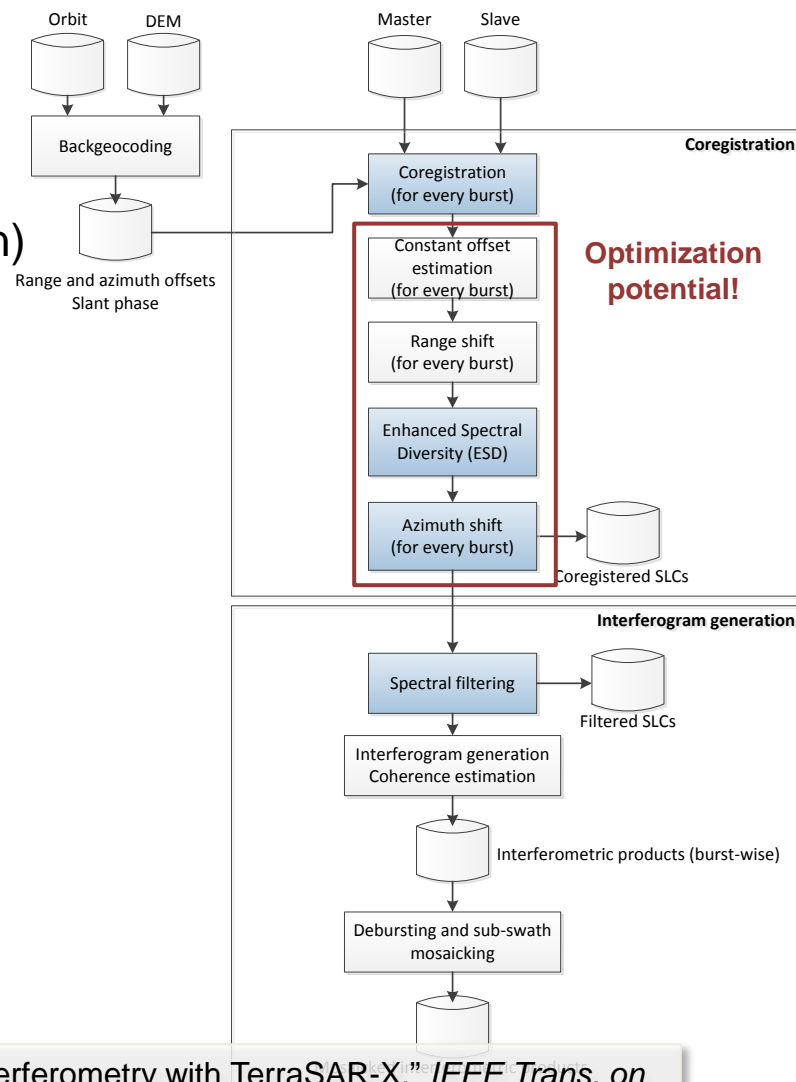 Orbit
DEM
Master
Slave
Backgeocoding
Coregistration
Coregistration
(for every burst)
Range and azimuth offsets
Slant phase
Constant offset
estimation
(for every burst)
Optimization
potential!
Range shift
(for every burst)
Enhanced Spectral
Diversity (ESD)
Azimuth shift
(for every burst)
Coregistered SLCs
Interferogram generation
Spectral filtering
Filtered SLCs
Interferogram generation
Coherence estimation
Interferometric products (burst-wise)
Debursting and sub-swath
mosaicking
with TerraSAR-X," IEEE Trans. on